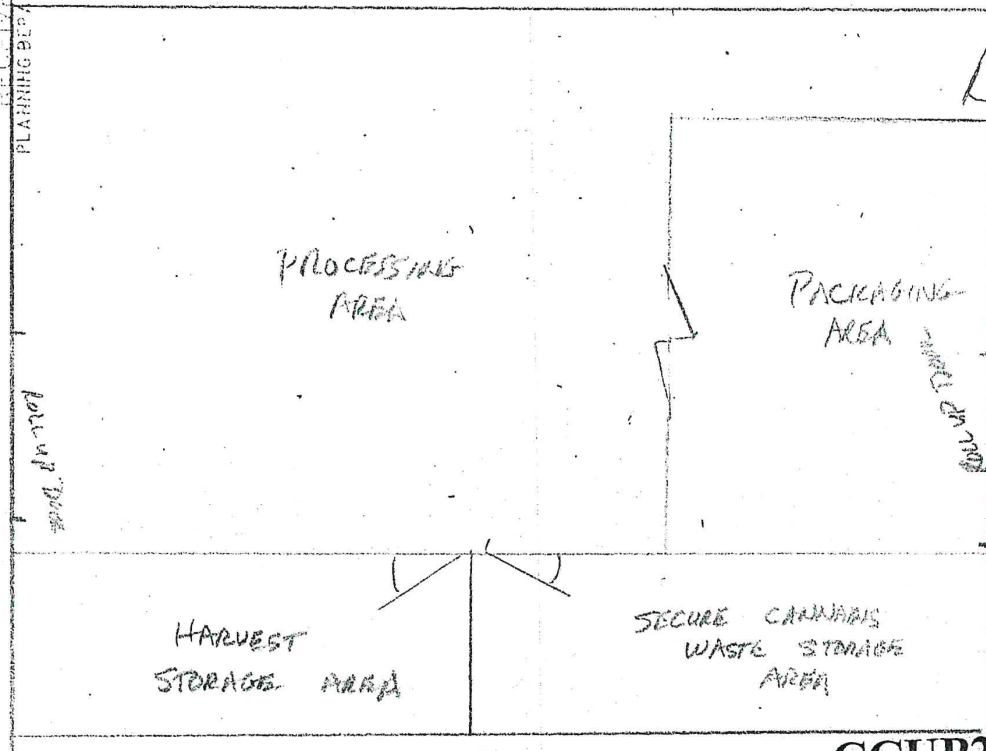 PLANNING DEP
PROCESSING
AREA
PACKAGING
AREA
ROLL UP DOOR
ROLL UP DOOR
HARVEST
STORAGE AREA
SECURE CANNABIS
WASTE STORAGE
AREA